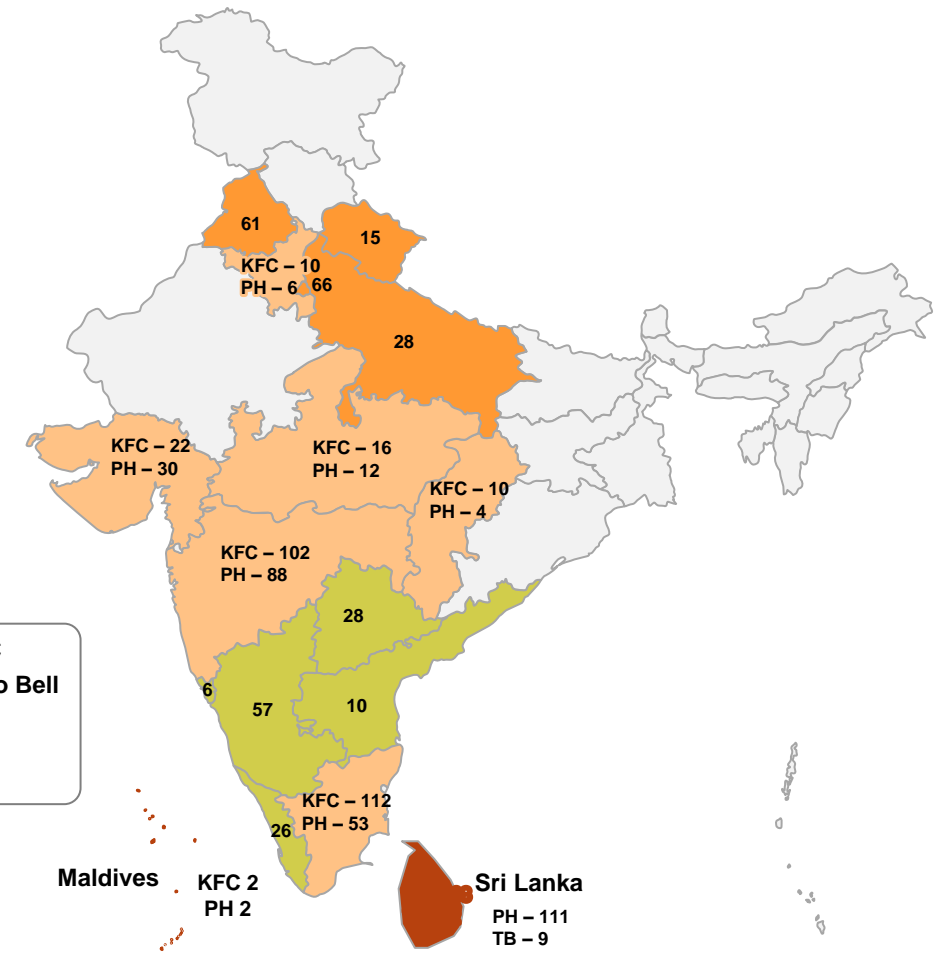 61
15
KFC – 10
PH – 6
66
28
KFC – 22
PH – 30
KFC – 16
PH – 12
KFC – 10
PH – 4
KFC – 102
PH – 88
28
Bell
6
57
10
KFC – 112
PH – 53
26
Maldives
KFC 2
PH 2
Sri Lanka
PH – 111
TB – 9